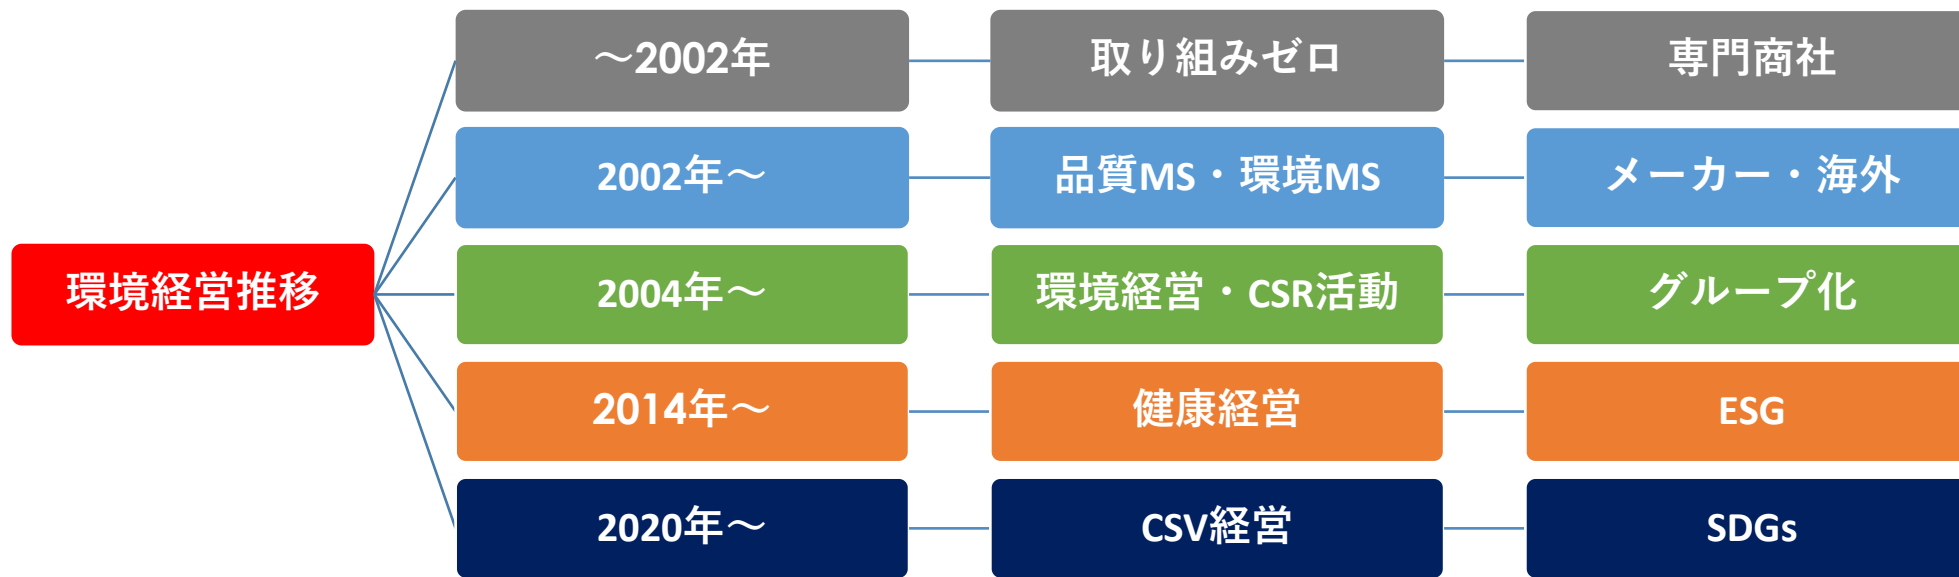 ～2002年
取り組みゼロ
専門商社
2002年～
品質MS・環境MS
メーカー・海外
環境経営推移
2004年～
環境経営・CSR活動
グループ化
2014年～
健康経営
ESG
2020年～
CSV経営
SDGs